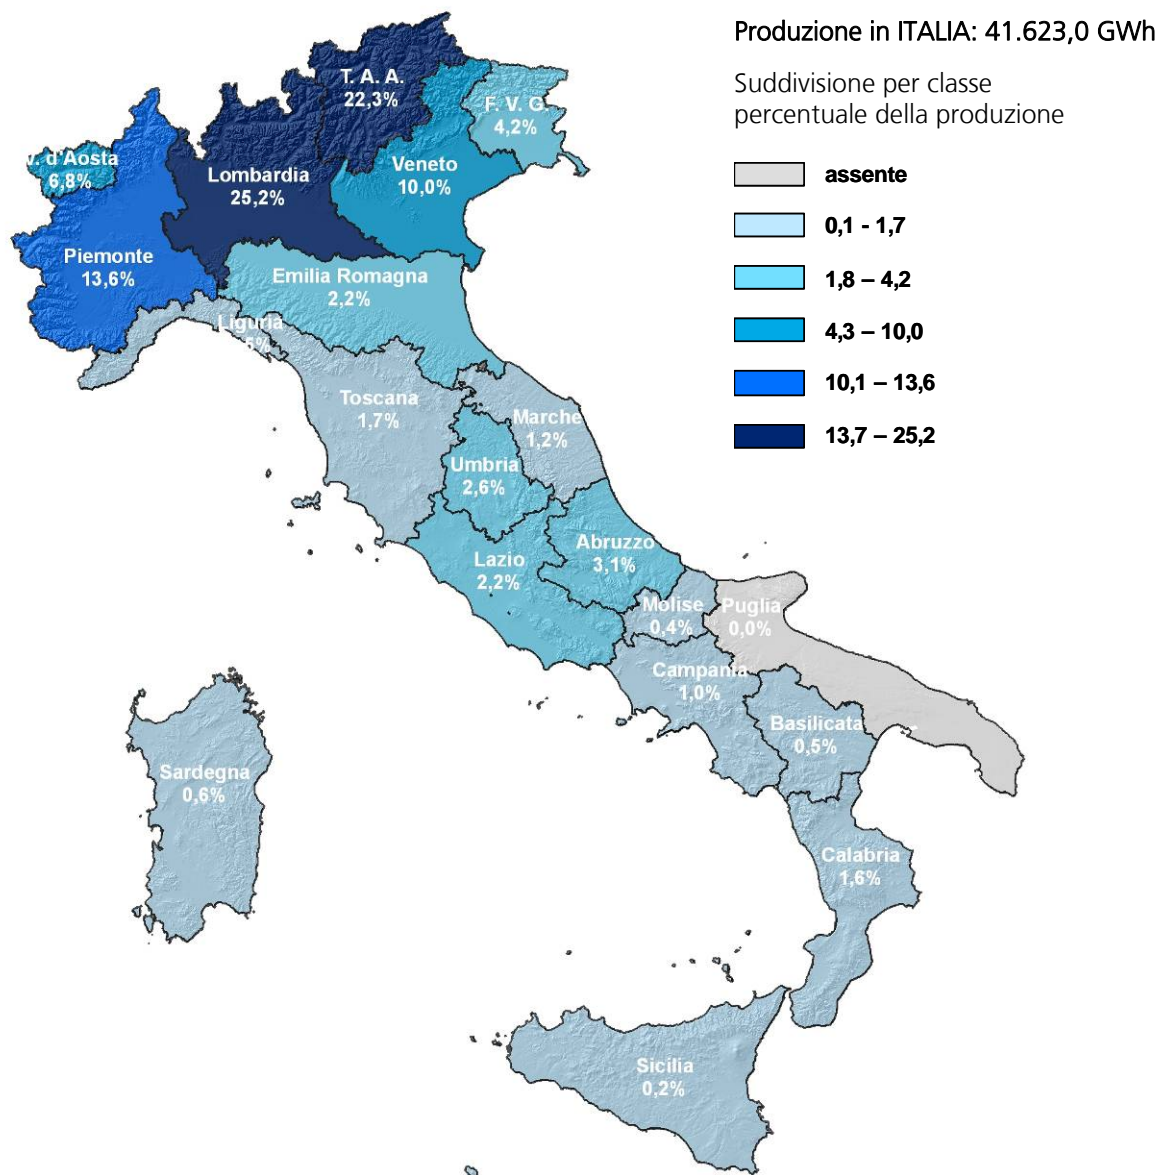 Produzione in ITALIA: 41.623,0 GWh
Suddivisione per classe
percentuale della produzione
assente
0,1 - 1,7
1,8 – 4,2
4,3 – 10,0
10,1 – 13,6
13,7 – 25,2
T. A. A.
22,3%
F. V. G.
4,2%
v. d'Aosta
6,8%
Lombardia
25,2%
Veneto
10,0%
Piemonte
13,6%
Emilia Romagna
2,2%
Liguria
Toscana
1,7%
Marche
1,2%
Umbria
2,6%
Lazio
2,2%
Abruzzo
3,1%
Molise
0,4%
Puglia
0,0%
Campania
1,0%
Basilicata
0,5%
Sardegna
0,6%
Calabria
1,6%
Sicilia
0,2%